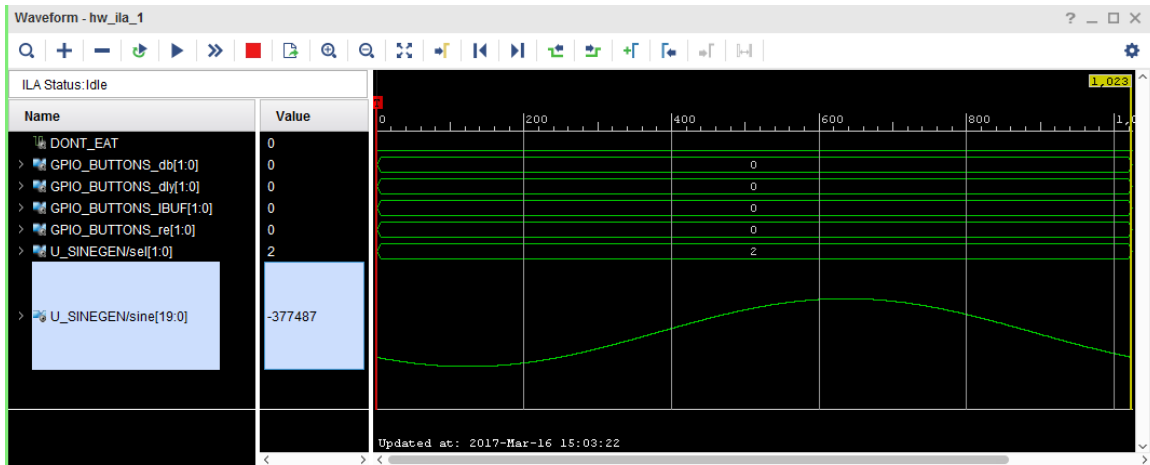 Waveform - hw_ila_1
? _ □ X
ILA Status:Idle
1,023
Name Value
T
0 200 400 600 800 1,0
DONT_EAT 0
GPIO_BUTTONS_db[1:0] 0 0
GPIO_BUTTONS_dly[1:0] 0 0
GPIO_BUTTONS_IBUF[1:0] 0 0
GPIO_BUTTONS_re[1:0] 0 0
U_SINEGEN/sel[1:0] 2 2
U_SINEGEN/sine[19:0] -377487
Updated at: 2017-Mar-16 15:03:22